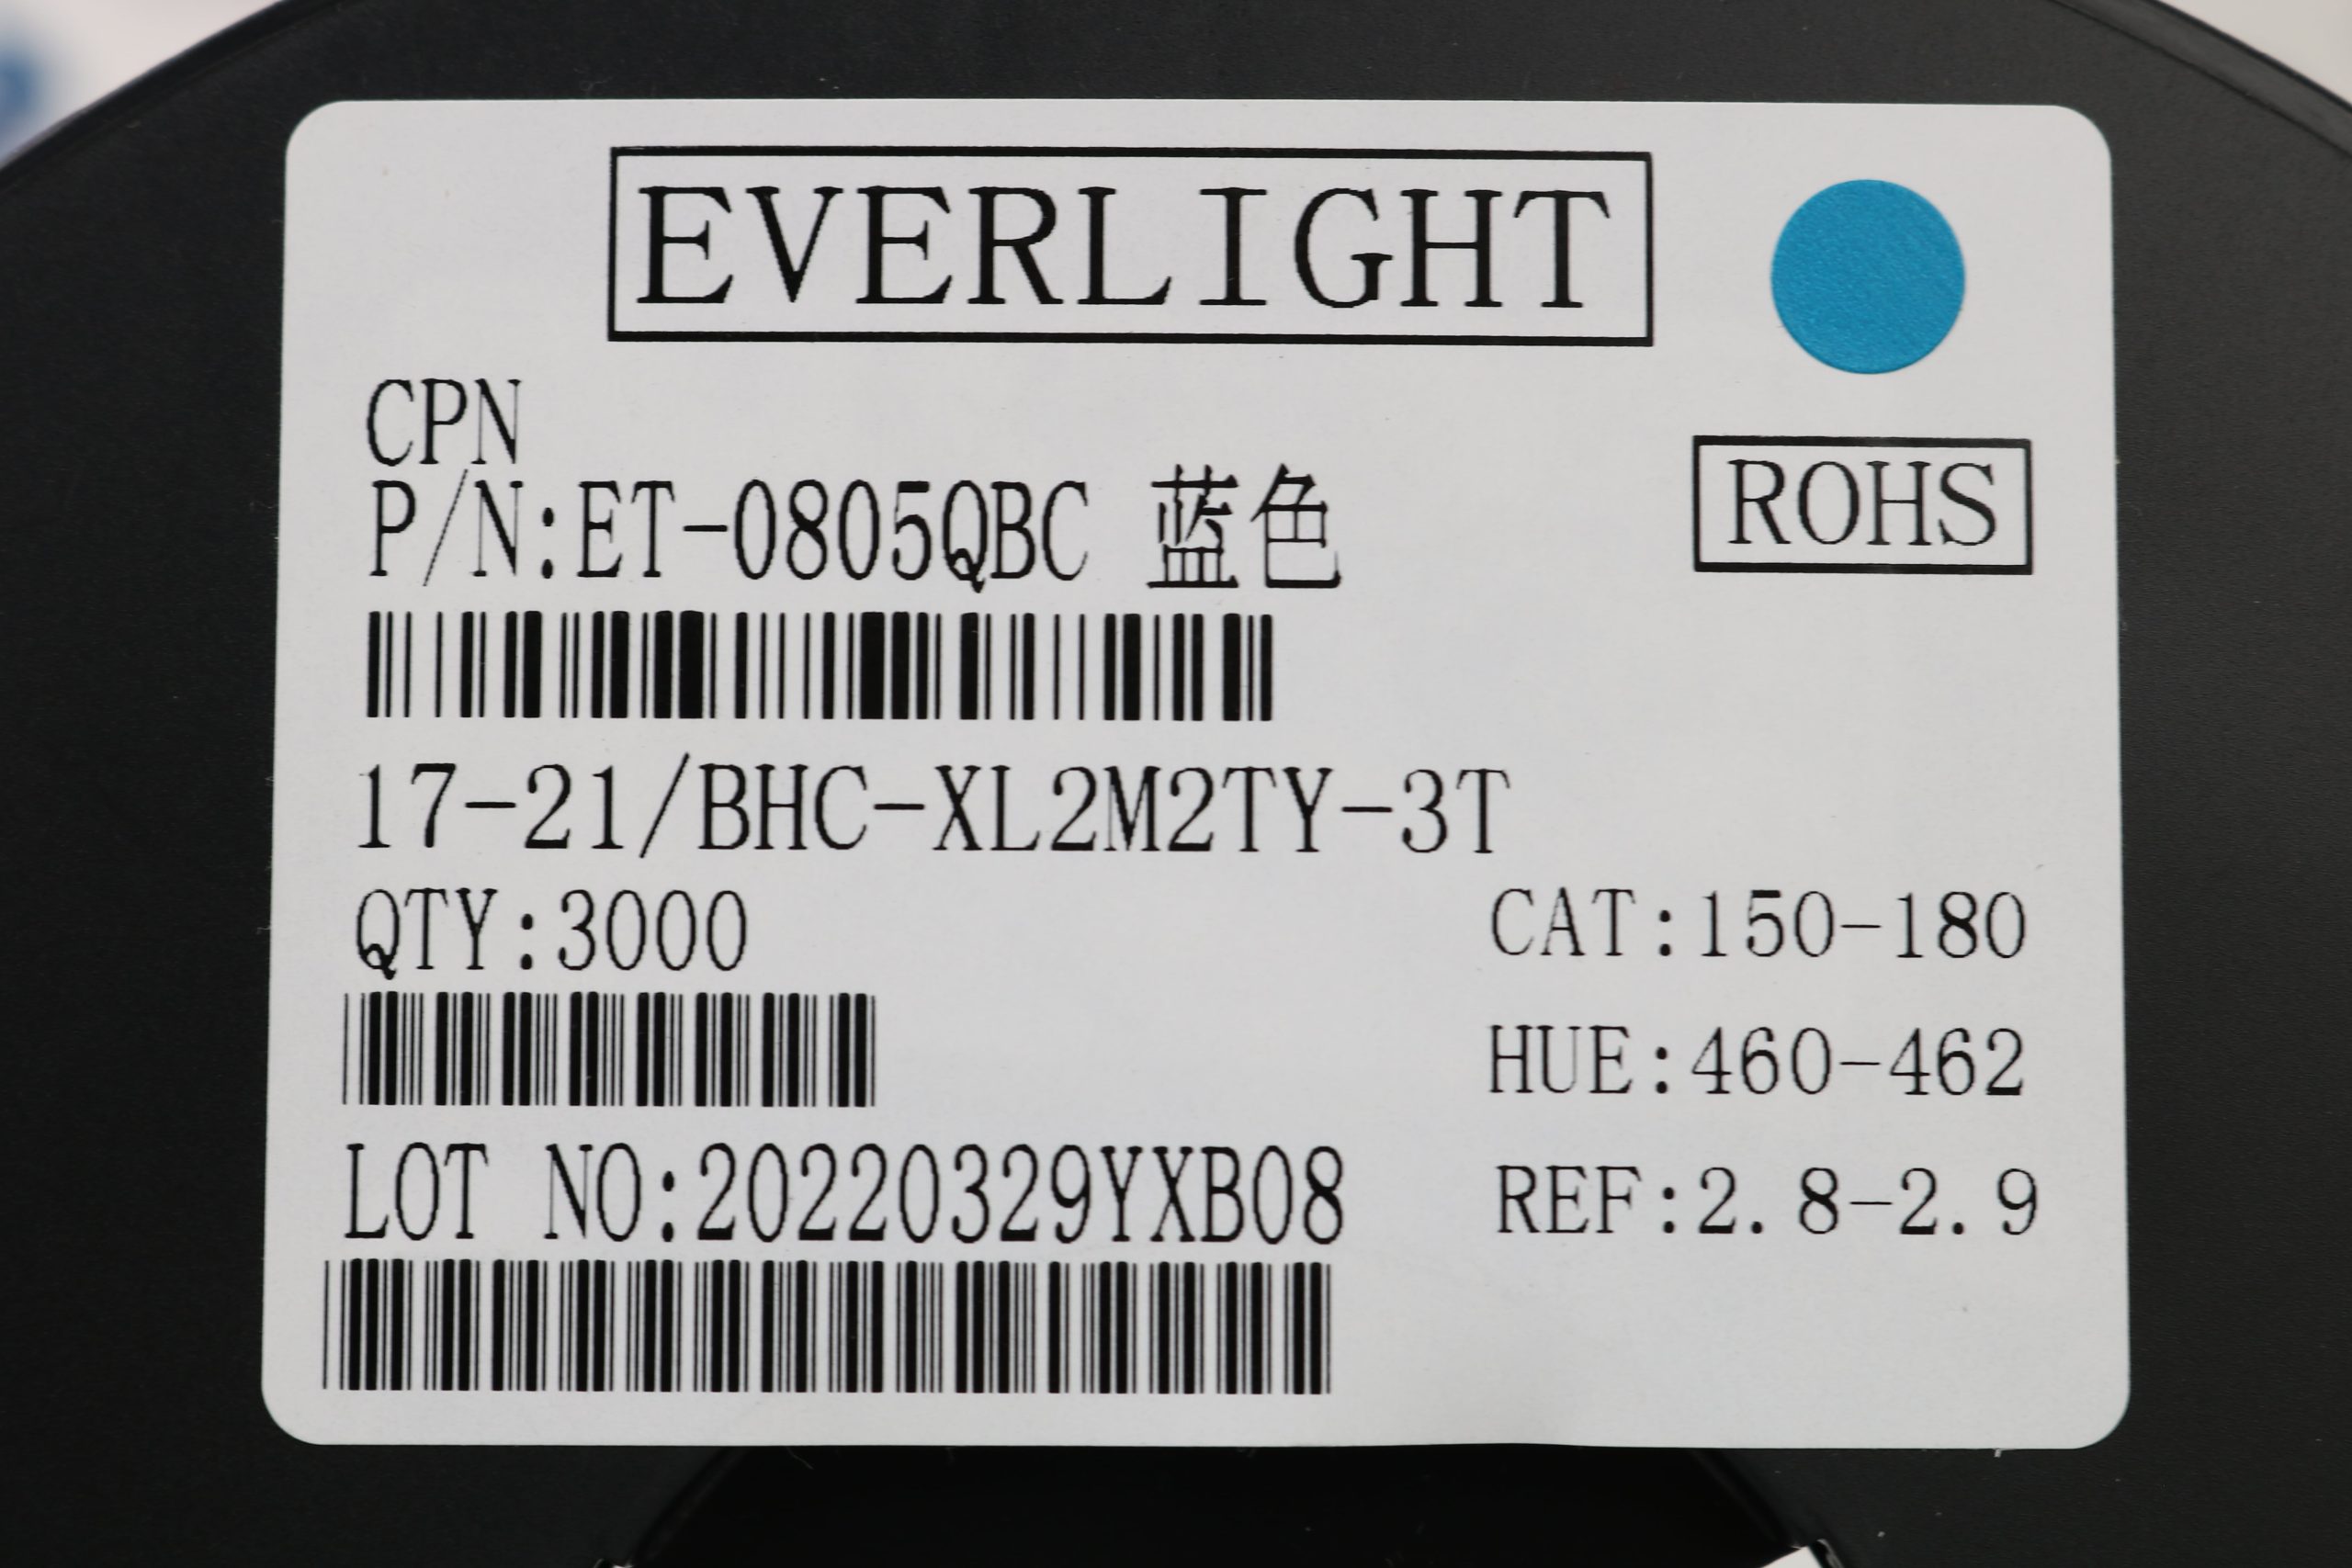 EVERLIGHT
CPN
P/N:ET-0805QBC 蓝色
ROHS
17-21/BHC-XL2M2TY-3T
QTY:3000
CAT:150-180
HUE:460-462
LOT NO:20220329YXB08
REF:2.8-2.9